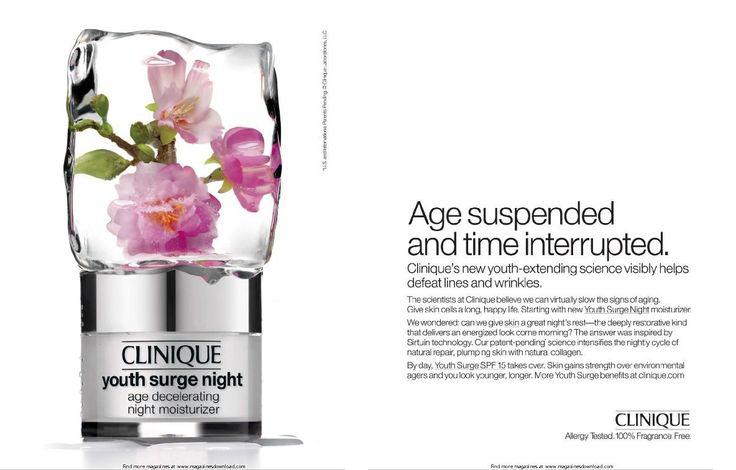 *U.S. and International Patents Pending. © Clinique Laboratories, LLC
CLINIQUE
youth surge night
age decelerating
night moisturizer
Age suspended
and time interrupted.
Clinique's new youth-extending science visibly helps
defeat lines and wrinkles.
The scientists at Clinique believe we can virtually slow the signs of aging.
Give skin cells a long, happy life. Starting with new Youth Surge Night moisturizer.
We wondered: can we give skin a great night's rest—the deeply restorative kind
that delivers an energized look come morning? The answer was inspired by
Sirtuin technology. Our patent-pending* science intensifies the nightly cycle of
natural repair, plumping skin with natural collagen.
By day, Youth Surge SPF 15 takes over. Skin gains strength over environmental
agers and you look younger, longer. More Youth Surge benefits at clinique.com
CLINIQUE
Allergy Tested. 100% Fragrance Free.
Find more magazines at www.magazinesdownload.com
Find more magazines at www.magazinesdownload.com